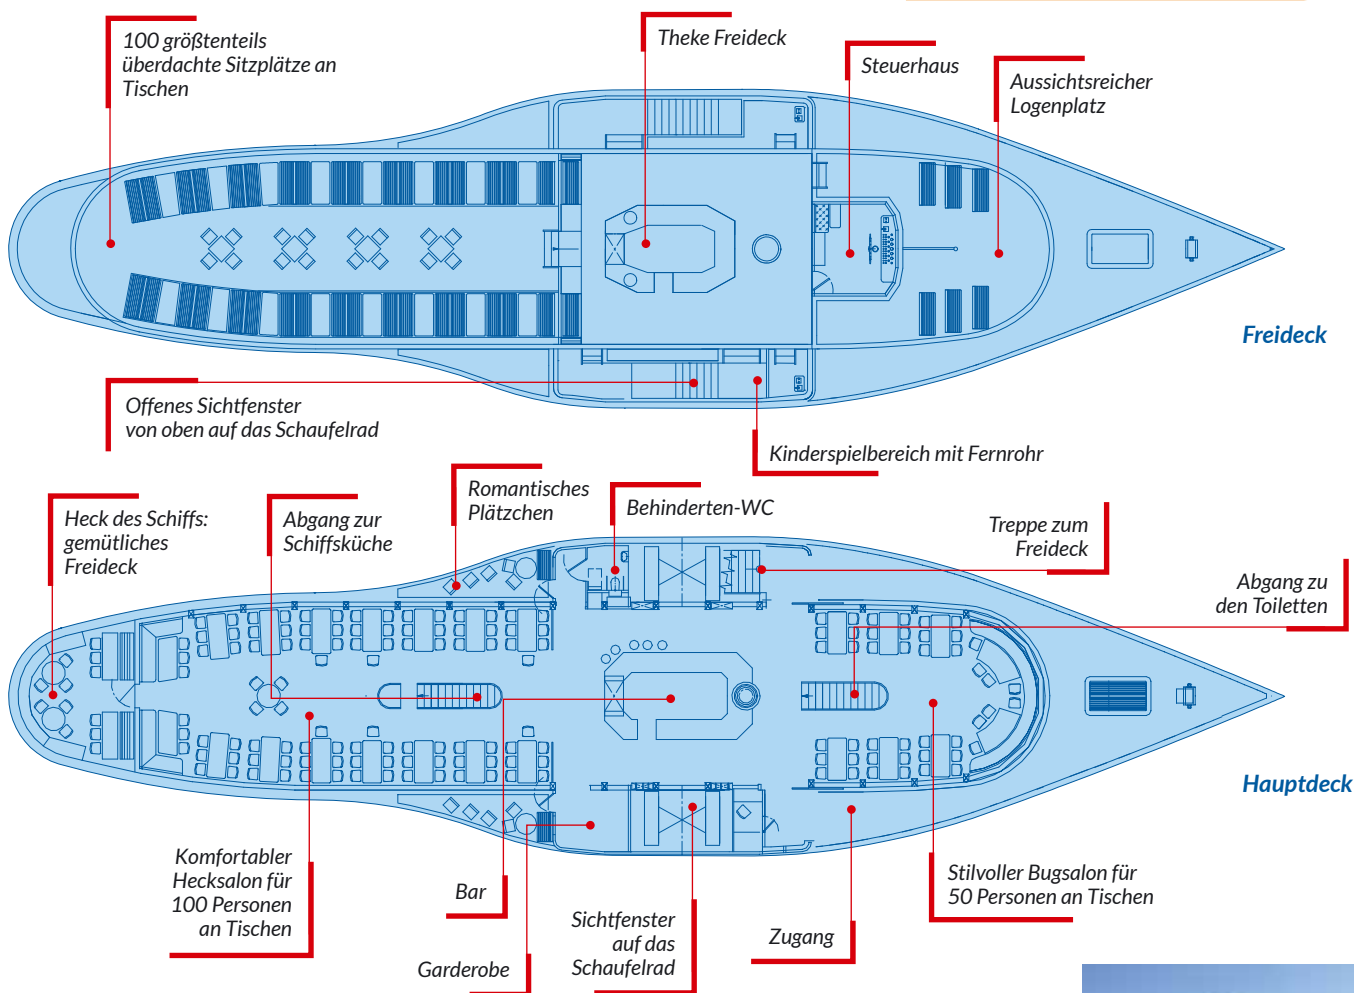 100 größtenteils
überdachte Sitzplätze an
Tischen
Theke Freideck
Steuerhaus
Aussichtsreicher
Logenplatz
Freideck
Offenes Sichtfenster
von oben auf das Schaufelrad
Kinderspielbereich mit Fernrohr
Heck des Schiffs:
gemütliches
Freideck
Abgang zur
Schiffsküche
Romantisches
Plätzchen
Behinderten-WC
Treppe zum
Freideck
Abgang zu
den Toiletten
Hauptdeck
Komfortabler
Hecksalon für
100 Personen
an Tischen
Bar
Garderobe
Sichtfenster
auf das
Schaufelrad
Zugang
Stilvoller Bugsalon für
50 Personen an Tischen